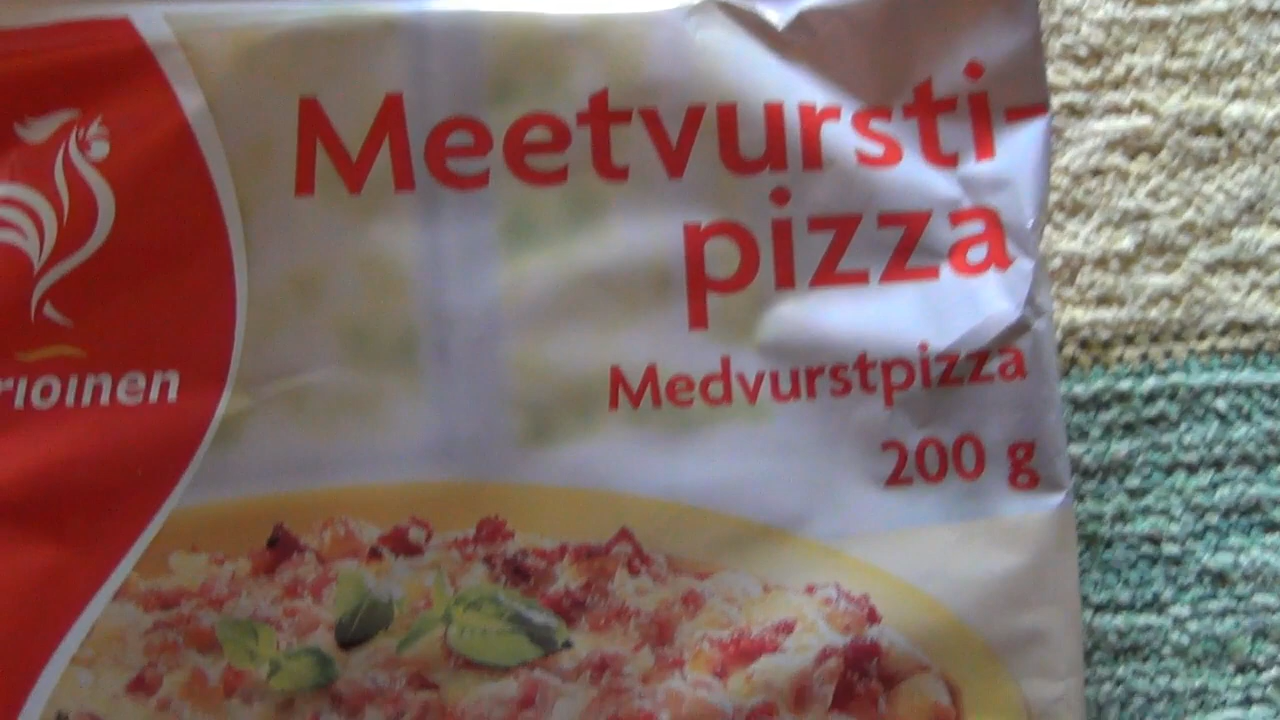 Meetvursti-
pizza
Medvurstpizza
200 g
rioinen